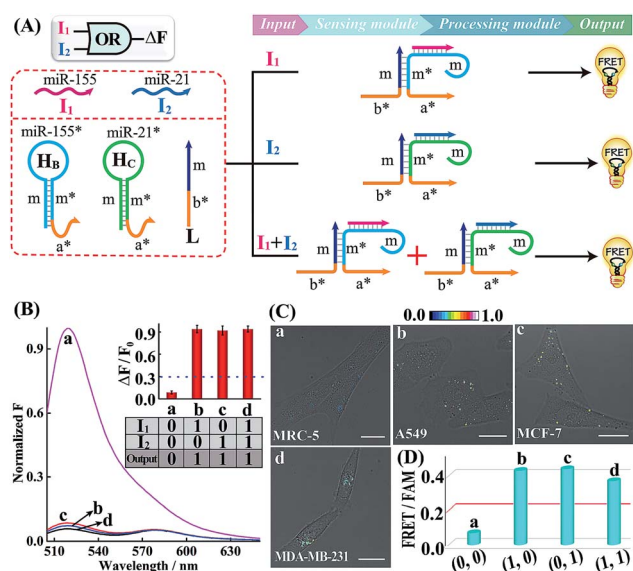 (A)
I₁
I₂
OR
ΔF
miR-155 miR-21
I₁ I₂
miR-155* miR-21*
H_B H_C
m m* m m* m
b*
a* a* L
Input Sensing module Processing module Output
I₁
m m* m
b* a*
FRET
I₂
m m* m
b* a*
FRET
I₁+I₂
m m* m + m m* m
b* a* b* a*
FRET
(B)
Normalized F
0.9
0.6
0.3
0.0
510 540 570 600 630
Wavelength / nm
a
c b
d
ΔF / F₀
0.9
0.6
0.3
0.0
a b c d
I₁ 0 1 0 1
I₂ 0 0 1 1
Output 0 1 1 1
(C)
0.0 1.0
a
MRC-5
b
A549
c
MCF-7
d
MDA-MB-231
(D)
FRET / FAM
0.4
0.2
0.0
a b c d
(0, 0) (1, 0) (0, 1) (1, 1)